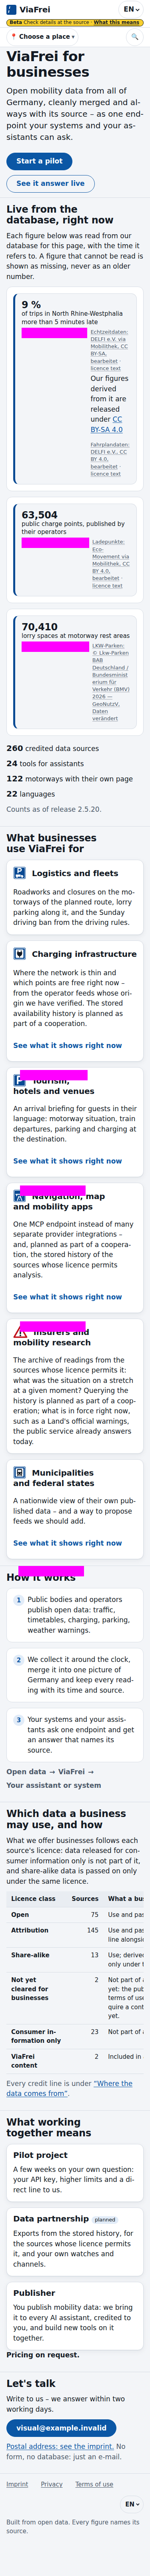 ViaFrei
EN
Beta Check details at the source · What this means
Choose a place
ViaFrei for
businesses
Open mobility data from all of
Germany, cleanly merged and al-
ways with its source – as one end-
point your systems and your as-
sistants can ask.
Start a pilot
See it answer live
Live from the
database, right now
Each figure below was read from our
database for this page, with the time it
refers to. A figure that cannot be read is
shown as missing, never as an older
number.
9 %
of trips in North Rhine-Westphalia
more than 5 minutes late
Echtzeitdaten:
DELFI e.V. via
Mobilithek, CC
BY-SA,
bearbeitet ·
licence text
Our figures
derived
from it are
released
under CC
BY-SA 4.0
Fahrplandaten:
DELFI e.V., CC
BY 4.0,
bearbeitet ·
licence text
63,504
public charge points, published by
their operators
Ladepunkte:
Eco-
Movement via
Mobilithek, CC
BY 4.0,
bearbeitet ·
licence text
70,410
lorry spaces at motorway rest areas
LKW-Parken:
© Lkw-Parken
BAB
Deutschland /
Bundesminist
erium für
Verkehr (BMV)
2026 —
GeoNutzV,
Daten
verändert
260 credited data sources
24 tools for assistants
122 motorways with their own page
22 languages
Counts as of release 2.5.20.
What businesses
use ViaFrei for
Logistics and fleets
Roadworks and closures on the mo-
torways of the planned route, lorry
parking along it, and the Sunday
driving ban from the driving rules.
Charging infrastructure
Where the network is thin and
which points are free right now –
from the operator feeds whose ori-
gin we have verified. The stored
availability history is planned as
part of a cooperation.
See what it shows right now
Tourism,
hotels and venues
An arrival briefing for guests in their
language: motorway situation, train
departures, parking and charging at
the destination.
See what it shows right now
Navigation, map
and mobility apps
One MCP endpoint instead of many
separate provider integrations –
and, planned as part of a coopera-
tion, the stored history of the
sources whose licence permits
analysis.
See what it shows right now
Insurers and
mobility research
The archive of readings from the
sources whose licence permits it:
what was the situation on a stretch
at a given moment? Querying the
history is planned as part of a coop-
eration; what is in force right now,
such as a Land's official warnings,
the public service already answers
today.
Municipalities
and federal states
A nationwide view of their own pub-
lished data – and a way to propose
feeds we should add.
See what it shows right now
How it works
1 Public bodies and operators
publish open data: traffic,
timetables, charging, parking,
weather warnings.
2 We collect it around the clock,
merge it into one picture of
Germany and keep every read-
ing with its time and source.
3 Your systems and your assis-
tants ask one endpoint and get
an answer that names its
source.
Open data → ViaFrei →
Your assistant or system
Which data a business
may use, and how
What we offer businesses follows each
source's licence: data released for con-
sumer information only is not part of it,
and share-alike data is passed on only
under the same licence.
Licence class Sources What a bus
Open 75 Use and pas
Attribution 145 Use and pas
line alongsic
Share-alike 13 Use; derived
only under t
Not yet 2 Not part of a
cleared for yet: the pub
businesses terms of use
quire a cont
yet.
Consumer in- 23 Not part of a
formation only
ViaFrei 2 Included in
content
Every credit line is under “Where the
data comes from”.
What working
together means
Pilot project
A few weeks on your own question:
your API key, higher limits and a di-
rect line to us.
Data partnership planned
Exports from the stored history, for
the sources whose licence permits
it, and your own watches and
channels.
Publisher
You publish mobility data: we bring
it to every AI assistant, credited to
you, and build new tools on it
together.
Pricing on request.
Let's talk
Write to us – we answer within two
working days.
visual@example.invalid
Postal address: see the imprint. No
form, no database: just an e-mail.
Imprint Privacy Terms of use
EN
Built from open data. Every figure names its
source.